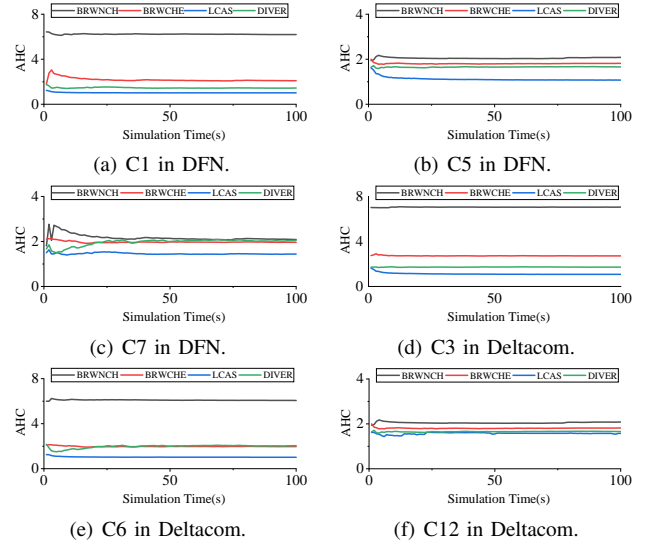 BRWNCH BRWCHE LCAS DIVER
AHC
8
4
0
0 50 100
Simulation Time(s)
(a) C1 in DFN.
BRWNCH BRWCHE LCAS DIVER
AHC
4
2
0
0 50 100
Simulation Time(s)
(b) C5 in DFN.
BRWNCH BRWCHE LCAS DIVER
AHC
4
2
0
0 50 100
Simulation Time(s)
(c) C7 in DFN.
BRWNCH BRWCHE LCAS DIVER
AHC
8
4
0
0 50 100
Simulation Time(s)
(d) C3 in Deltacom.
BRWNCH BRWCHE LCAS DIVER
AHC
8
4
0
0 50 100
Simulation Time(s)
(e) C6 in Deltacom.
BRWNCH BRWCHE LCAS DIVER
AHC
4
2
0
0 50 100
Simulation Time(s)
(f) C12 in Deltacom.